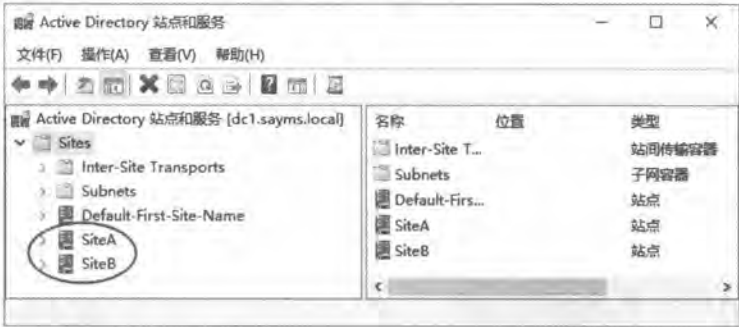 Active Directory 站点和服务
文件(F) 操作(A) 查看(V) 帮助(H)
Active Directory 站点和服务 [dc1.sayms.local]
Sites
Inter-Site Transports
Subnets
Default-First-Site-Name
SiteA
SiteB
名称 位置 类型
Inter-Site T... 站间传输容器
Subnets 子网容器
Default-Firs... 站点
SiteA 站点
SiteB 站点